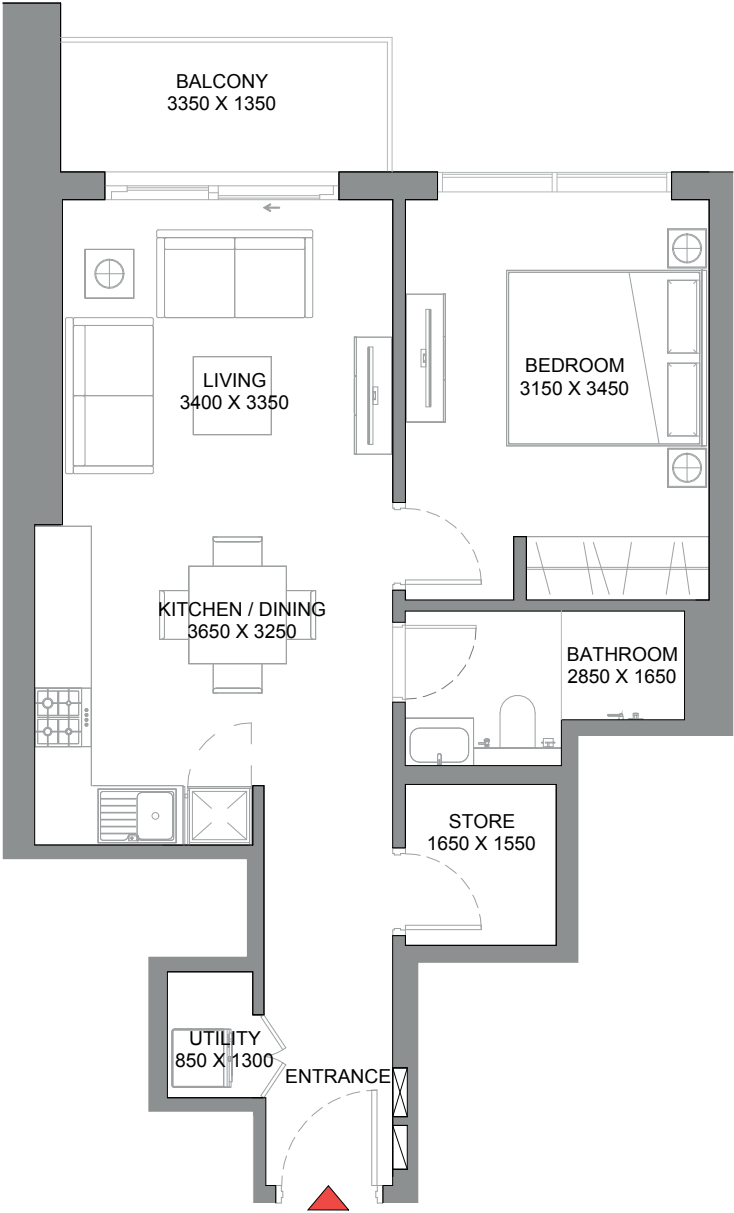 BALCONY
3350 X 1350
LIVING
3400 X 3350
BEDROOM
3150 X 3450
KITCHEN / DINING
3650 X 3250
BATHROOM
2850 X 1650
STORE
1650 X 1550
UTILITY
850 X 1300
ENTRANCE